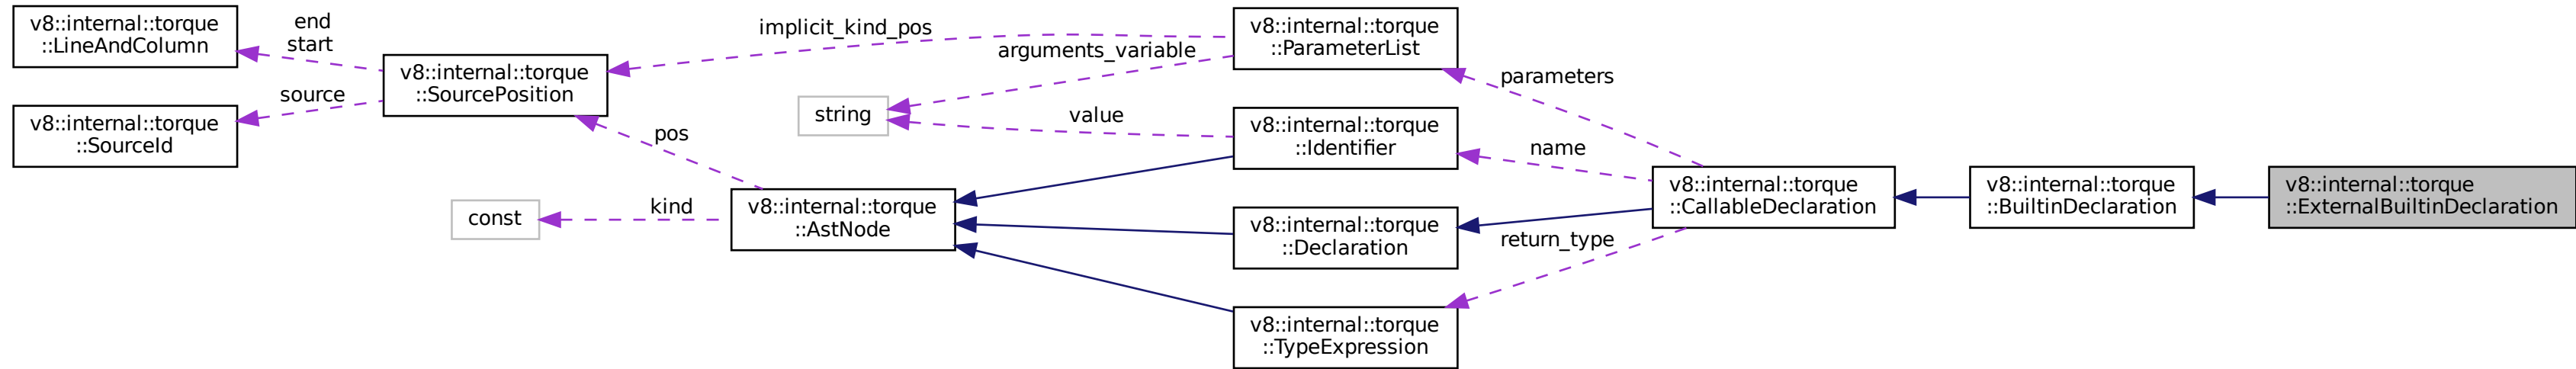 v8::internal::torque
::LineAndColumn
end
start
v8::internal::torque
::SourceId
source
v8::internal::torque
::SourcePosition
implicit_kind_pos
arguments_variable
string
value
pos
const
kind
v8::internal::torque
::AstNode
v8::internal::torque
::ParameterList
v8::internal::torque
::Identifier
v8::internal::torque
::Declaration
v8::internal::torque
::TypeExpression
parameters
name
return_type
v8::internal::torque
::CallableDeclaration
v8::internal::torque
::BuiltinDeclaration
v8::internal::torque
::ExternalBuiltinDeclaration